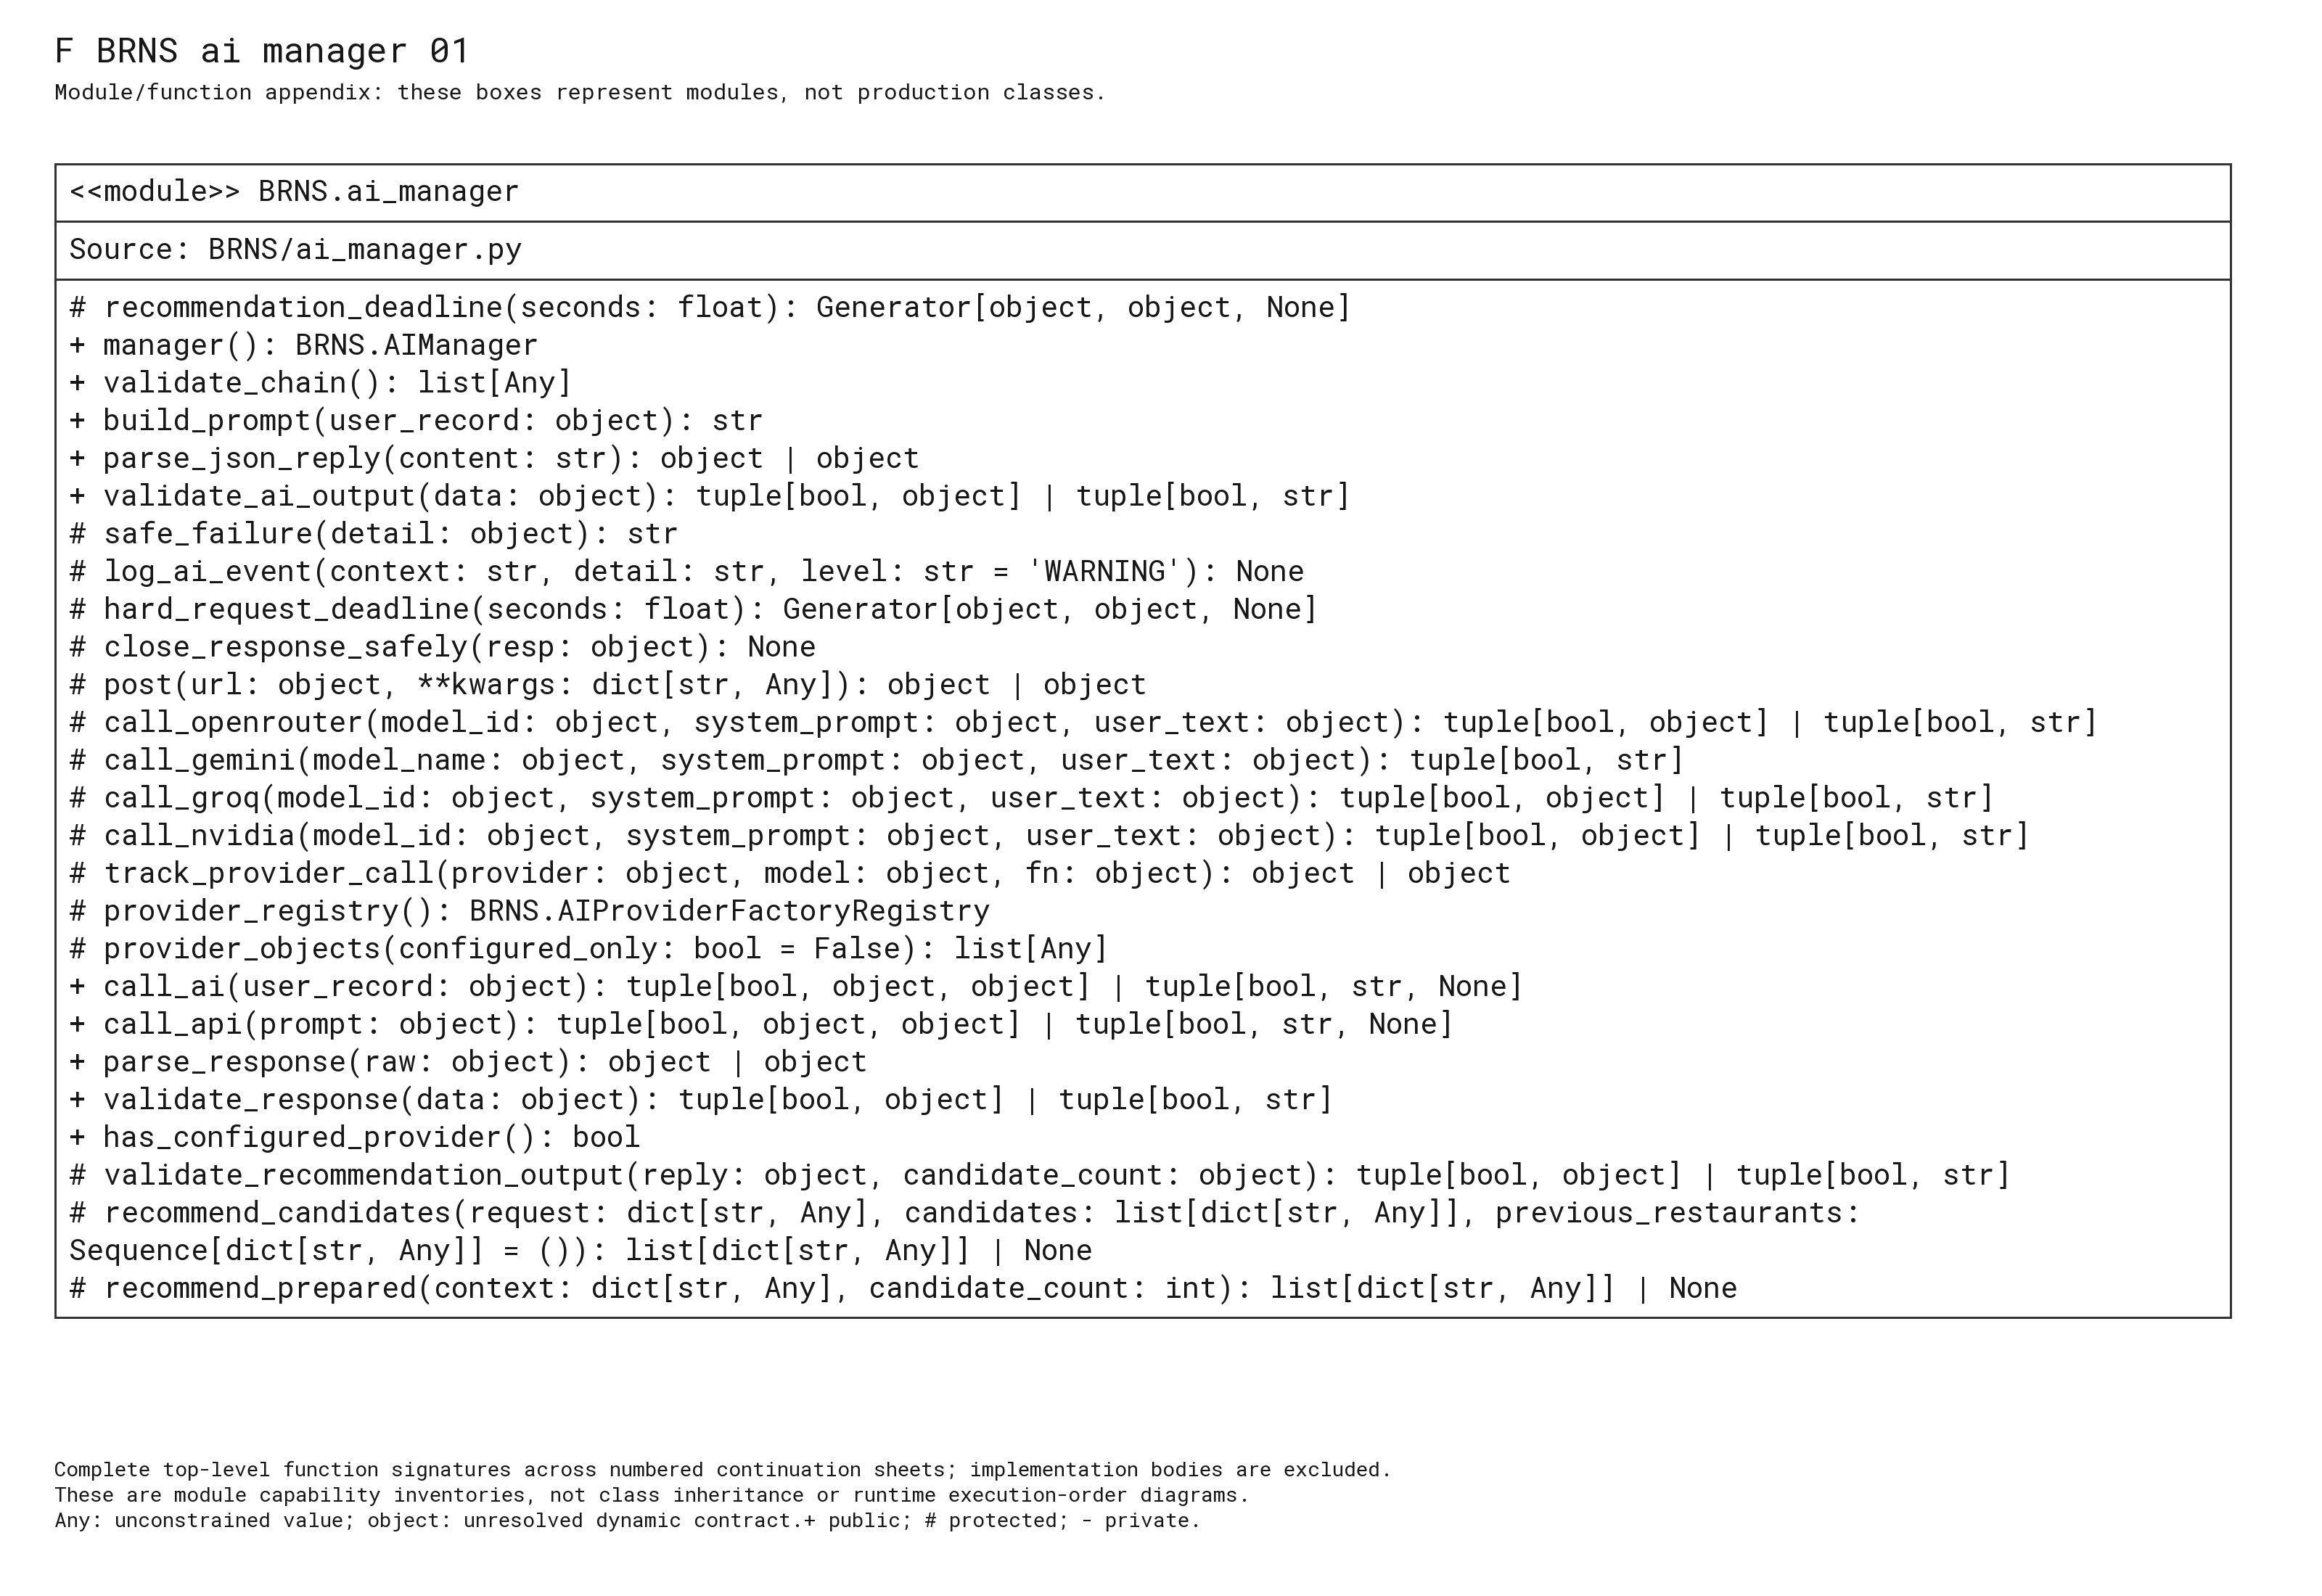 F BRNS ai manager 01
Module/function appendix: these boxes represent modules, not production classes.
<<module>> BRNS.ai_manager
Source: BRNS/ai_manager.py
# recommendation_deadline(seconds: float): Generator[object, object, None]
+ manager(): BRNS.AIManager
+ validate_chain(): list[Any]
+ build_prompt(user_record: object): str
+ parse_json_reply(content: str): object | object
+ validate_ai_output(data: object): tuple[bool, object] | tuple[bool, str]
# safe_failure(detail: object): str
# log_ai_event(context: str, detail: str, level: str = 'WARNING'): None
# hard_request_deadline(seconds: float): Generator[object, object, None]
# close_response_safely(resp: object): None
# post(url: object, **kwargs: dict[str, Any]): object | object
# call_openrouter(model_id: object, system_prompt: object, user_text: object): tuple[bool, object] | tuple[bool, str]
# call_gemini(model_name: object, system_prompt: object, user_text: object): tuple[bool, str]
# call_groq(model_id: object, system_prompt: object, user_text: object): tuple[bool, object] | tuple[bool, str]
# call_nvidia(model_id: object, system_prompt: object, user_text: object): tuple[bool, object] | tuple[bool, str]
# track_provider_call(provider: object, model: object, fn: object): object | object
# provider_registry(): BRNS.AIProviderFactoryRegistry
# provider_objects(configured_only: bool = False): list[Any]
+ call_ai(user_record: object): tuple[bool, object, object] | tuple[bool, str, None]
+ call_api(prompt: object): tuple[bool, object, object] | tuple[bool, str, None]
+ parse_response(raw: object): object | object
+ validate_response(data: object): tuple[bool, object] | tuple[bool, str]
+ has_configured_provider(): bool
# validate_recommendation_output(reply: object, candidate_count: object): tuple[bool, object] | tuple[bool, str]
# recommend_candidates(request: dict[str, Any], candidates: list[dict[str, Any]], previous_restaurants:
Sequence[dict[str, Any]] = ()): list[dict[str, Any]] | None
# recommend_prepared(context: dict[str, Any], candidate_count: int): list[dict[str, Any]] | None
Complete top-level function signatures across numbered continuation sheets; implementation bodies are excluded.
These are module capability inventories, not class inheritance or runtime execution-order diagrams.
Any: unconstrained value; object: unresolved dynamic contract.+ public; # protected; - private.